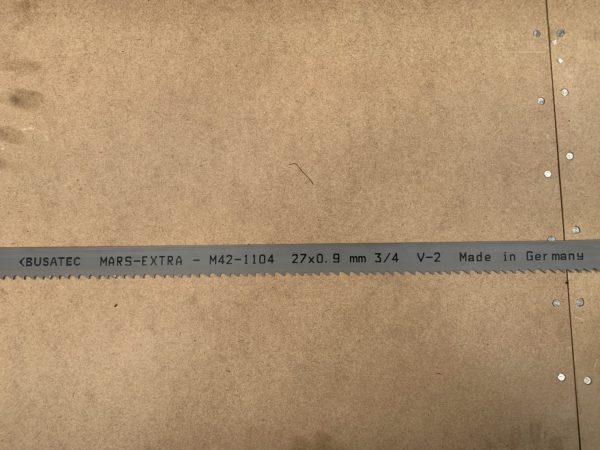 <BUSATEC MARS-EXTRA - M42-1104 27x0.9 mm 3/4 V-2 Made in Germany